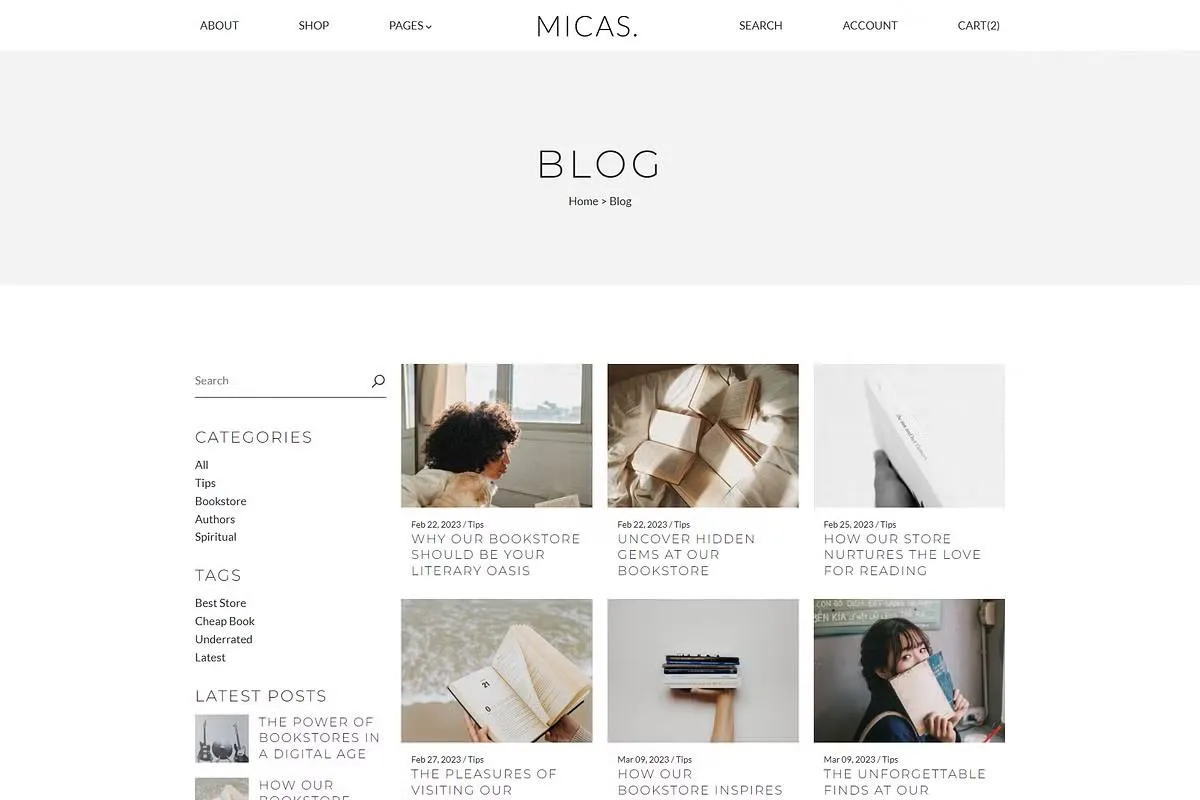 ABOUT
SHOP
PAGES
MICAS.
SEARCH
ACCOUNT
CART(2)
BLOG
Home > Blog
Search
CATEGORIES
All
Tips
Bookstore
Authors
Spiritual
TAGS
Best Store
Cheap Book
Underrated
Latest
LATEST POSTS
THE POWER OF
BOOKSTORES IN
A DIGITAL AGE
HOW OUR
BOOKSTORE
Feb 22, 2023 / Tips
WHY OUR BOOKSTORE
SHOULD BE YOUR
LITERARY OASIS
Feb 22, 2023 / Tips
UNCOVER HIDDEN
GEMS AT OUR
BOOKSTORE
Feb 25, 2023 / Tips
HOW OUR STORE
NURTURES THE LOVE
FOR READING
21
0
Feb 27, 2023 / Tips
THE PLEASURES OF
VISITING OUR
Mar 09, 2023 / Tips
HOW OUR
BOOKSTORE INSPIRES
BẾN KIA
Mar 09, 2023 / Tips
THE UNFORGETTABLE
FINDS AT OUR